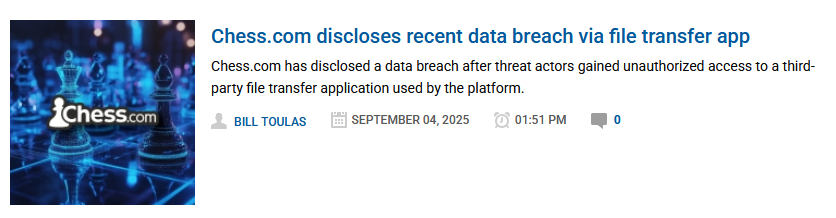 Chess.com discloses recent data breach via file transfer app
Chess.com has disclosed a data breach after threat actors gained unauthorized access to a third-
party file transfer application used by the platform.
BILL TOULAS SEPTEMBER 04, 2025 01:51 PM 0
Chess.com